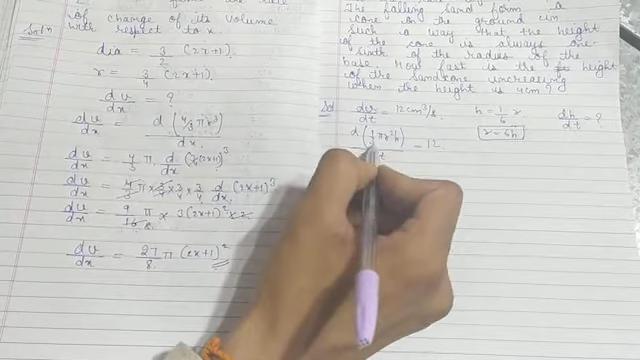 of change of its volume
with respect to x.
Soln
dia = 3/2 (2x+1).
r = 3/4 (2x+1).
dv/dx = ?
dv/dx = d (4/3 πr³) / dx
dv/dx = 4/3 π d/dx (3/4 (2x+1))³
dv/dx = 4/3 π × 3/4 × 3/4 × 3/4 d/dx (2x+1)³
dv/dx = 9/16 π × 3(2x+1)² × 2
dv/dx = 27/8 π (2x+1)²
The falling sand form a
cone on the ground
such a way that the height
of the cone is always one-
sixth of the radius of the
base. How fast is the height
of the sand cone increasing
when the height is 4cm?
Sol dv/dt = 12cm³/s. h = 1/6 r dh/dt = ?
r = 6h
d (1/3 πr²h) = 12